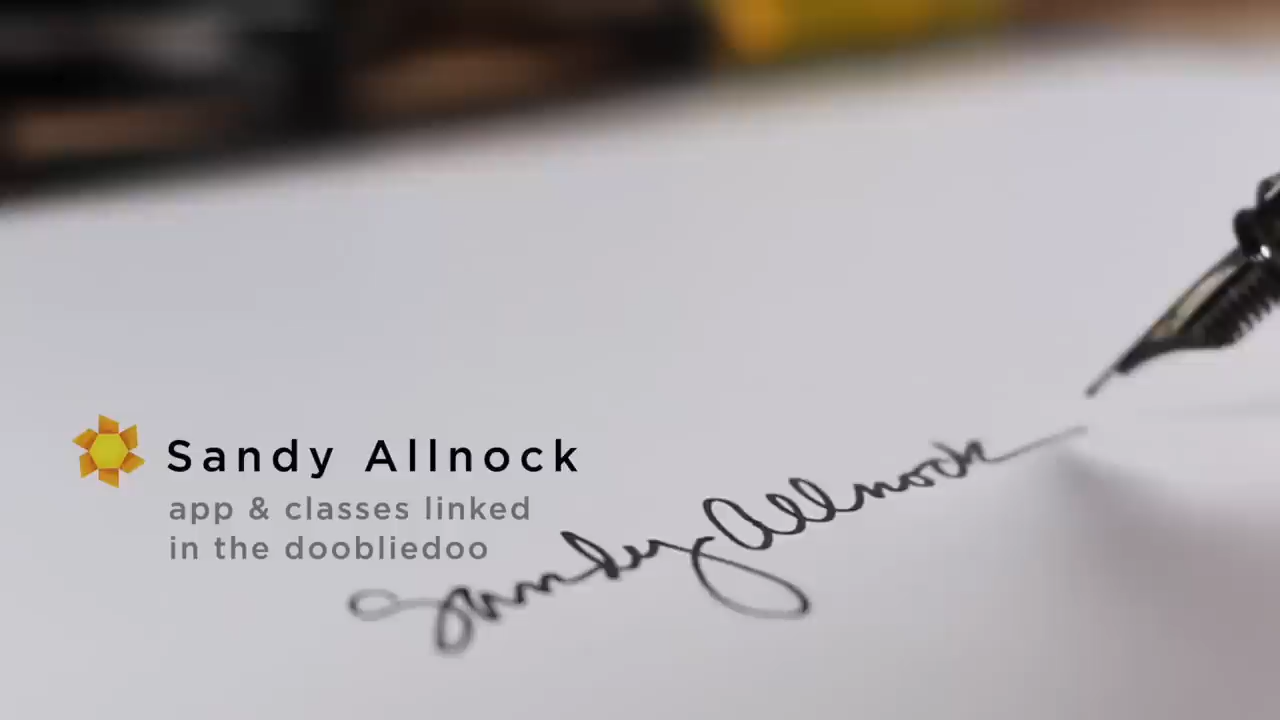 Sandy Allnock
app & classes linked
in the doobliedoo
Sandy Allnock